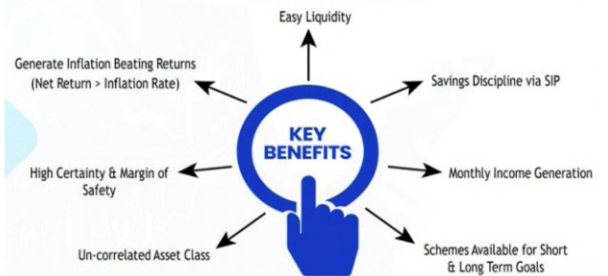 Easy Liquidity
Generate Inflation Beating Returns
(Net Return > Inflation Rate)
Savings Discipline via SIP
KEY
BENEFITS
High Certainty & Margin of
Safety
Monthly Income Generation
Un-correlated Asset Class
Schemes Available for Short
& Long Term Goals